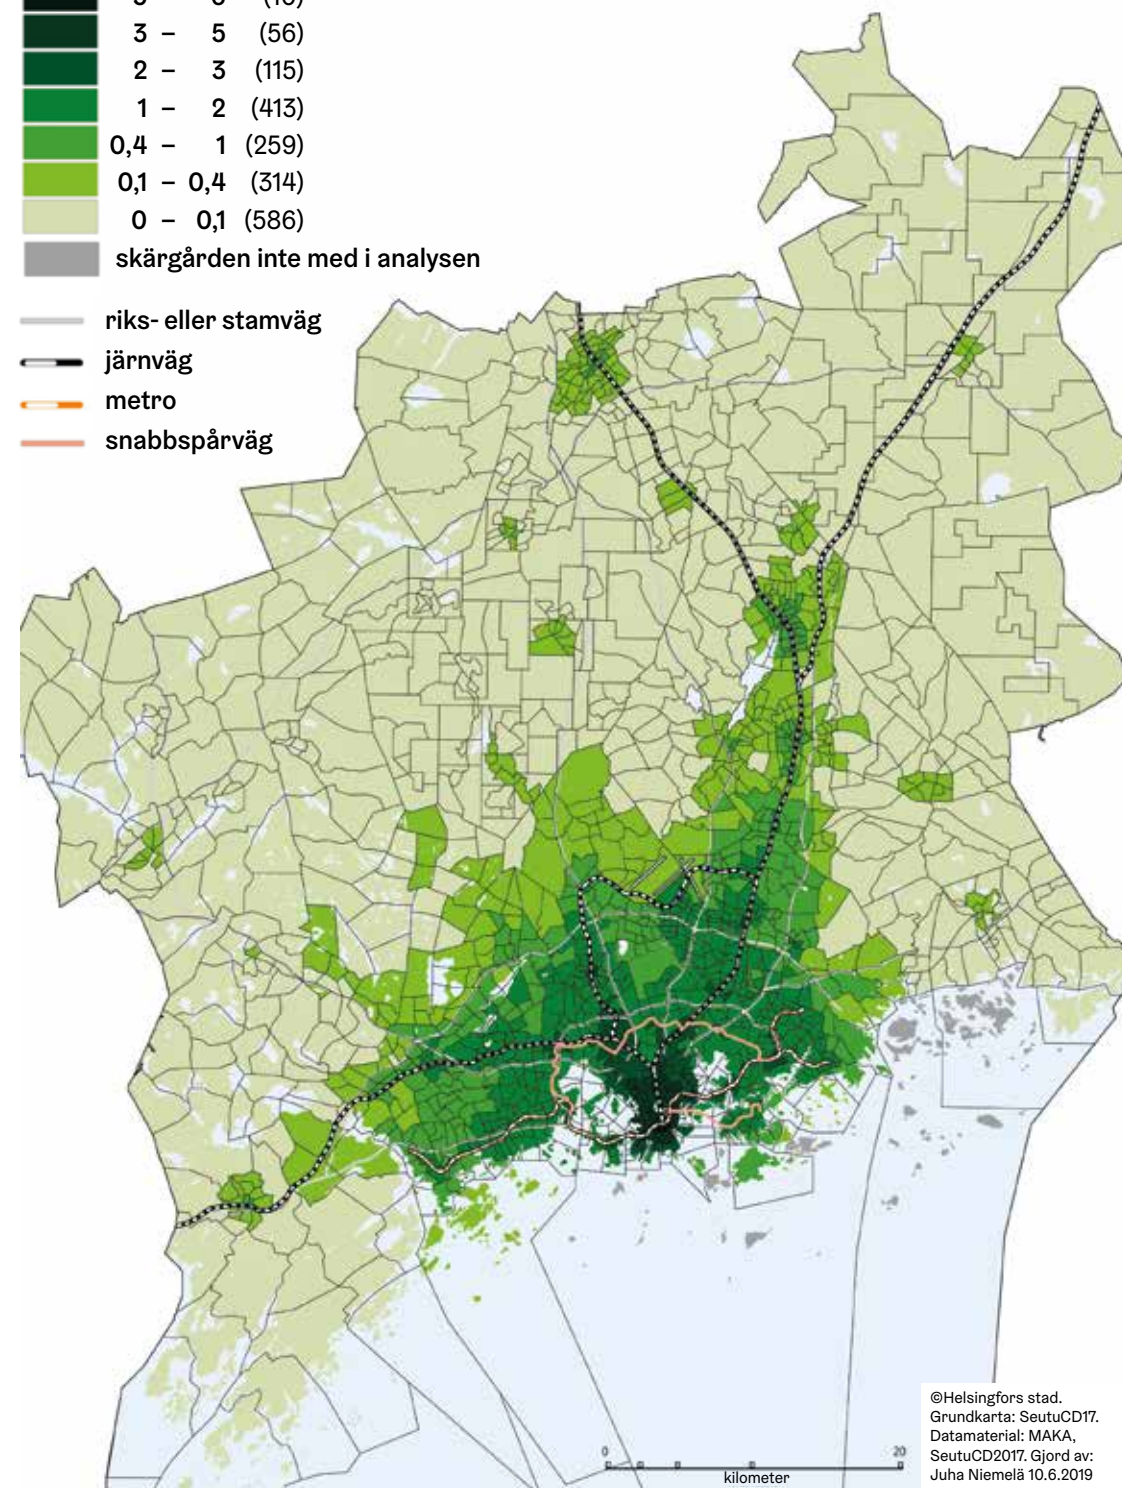 3 – 5 (56)
2 – 3 (115)
1 – 2 (413)
0,4 – 1 (259)
0,1 – 0,4 (314)
0 – 0,1 (586)
skärgården inte med i analysen
riks- eller stamväg
järnväg
metro
snabbspårväg
0 20
kilometer
©Helsingfors stad.
Grundkarta: SeutuCD17.
Datamaterial: MAKA,
SeutuCD2017. Gjord av:
Juha Niemelä 10.6.2019